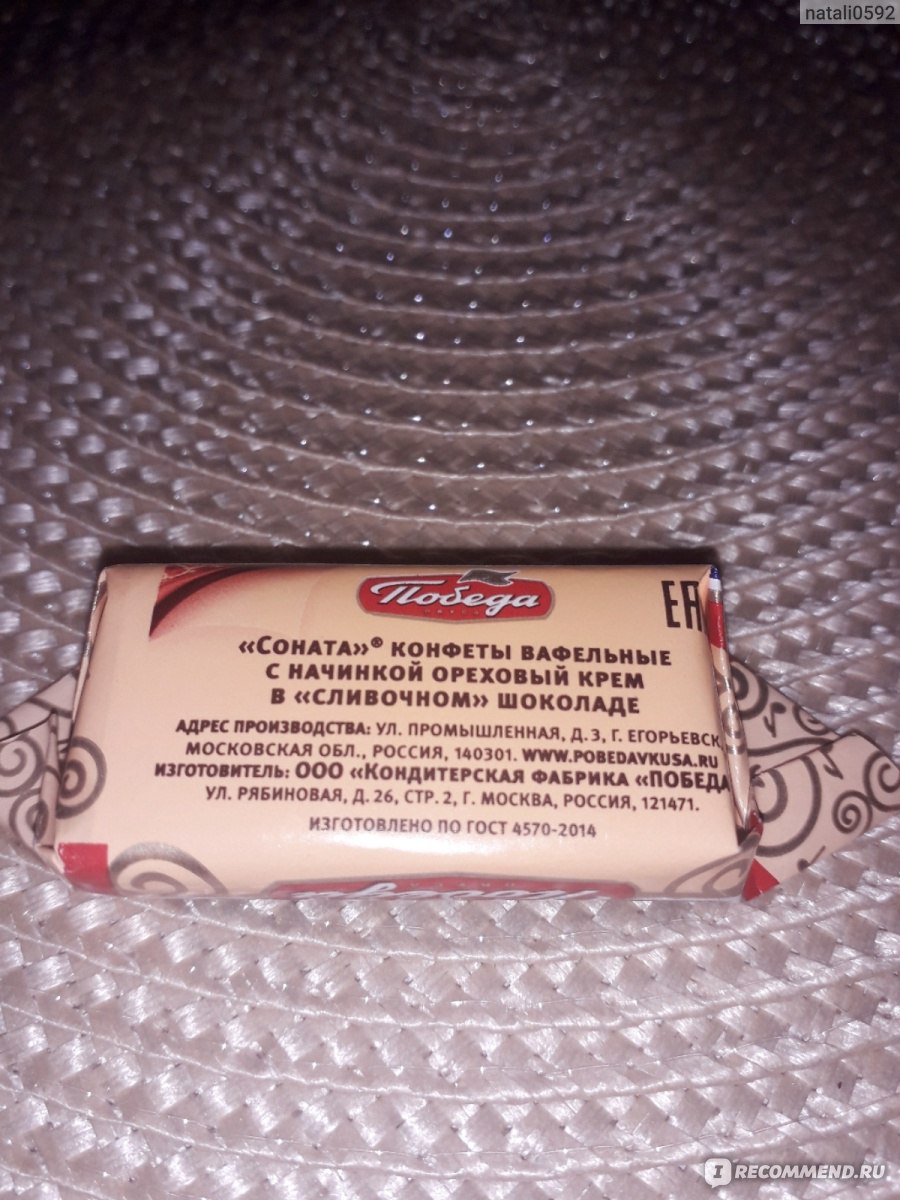 natali0592
Победа
ЕАС
«Соната»® конфеты вафельные
с начинкой ореховый крем
в «сливочном» шоколаде
Адрес производства: ул. Промышленная, д.3, г. Егорьевск
Московская обл., Россия, 140301. www.pobedavkusa.ru
Изготовитель: ООО «Кондитерская фабрика «ПОБЕДА
ул. Рябиновая, д. 26, стр. 2, г. Москва, Россия, 121471.
Изготовлено по ГОСТ 4570-2014
IRECOMMEND.RU